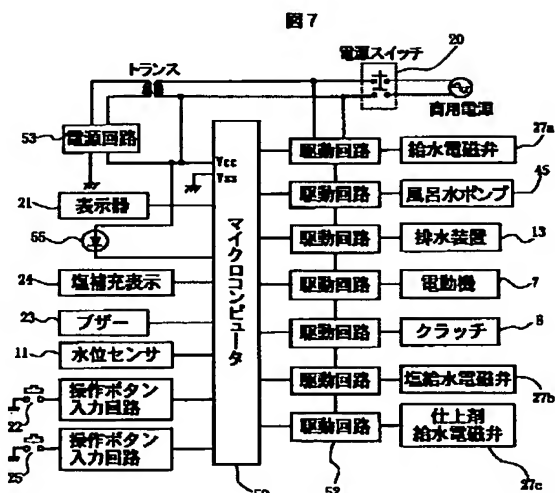 図7
電源スイッチ
20
トランス
商用電源
53
電源回路
Vcc
Vss
21
表示器
55
24
塩補充表示
23
ブザー
11
水位センサ
22
操作ボタン
入力回路
25
操作ボタン
入力回路
マイクロコンピュータ
50
駆動回路
給水電磁弁
27a
駆動回路
風呂水ポンプ
45
駆動回路
排水装置
13
駆動回路
電動機
7
駆動回路
クラッチ
8
駆動回路
塩給水電磁弁
27b
駆動回路
仕上剤
給水電磁弁
27c
52